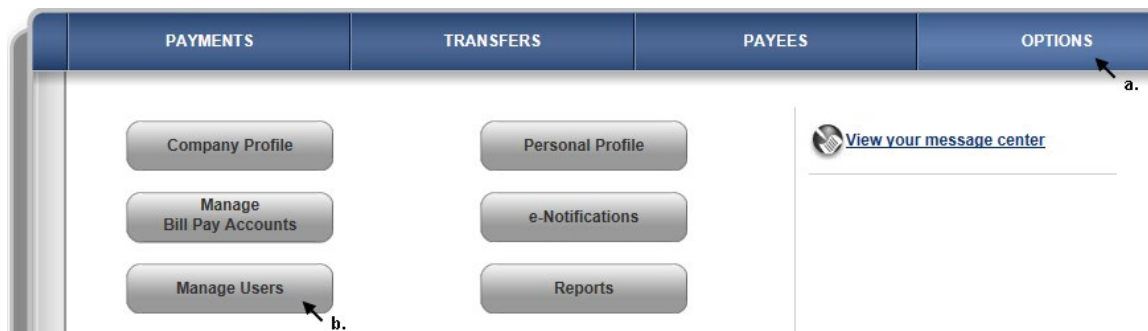 PAYMENTS TRANSFERS PAYEES OPTIONS
a.
Company Profile Personal Profile View your message center
Manage
Bill Pay Accounts e-Notifications
Manage Users Reports
b.